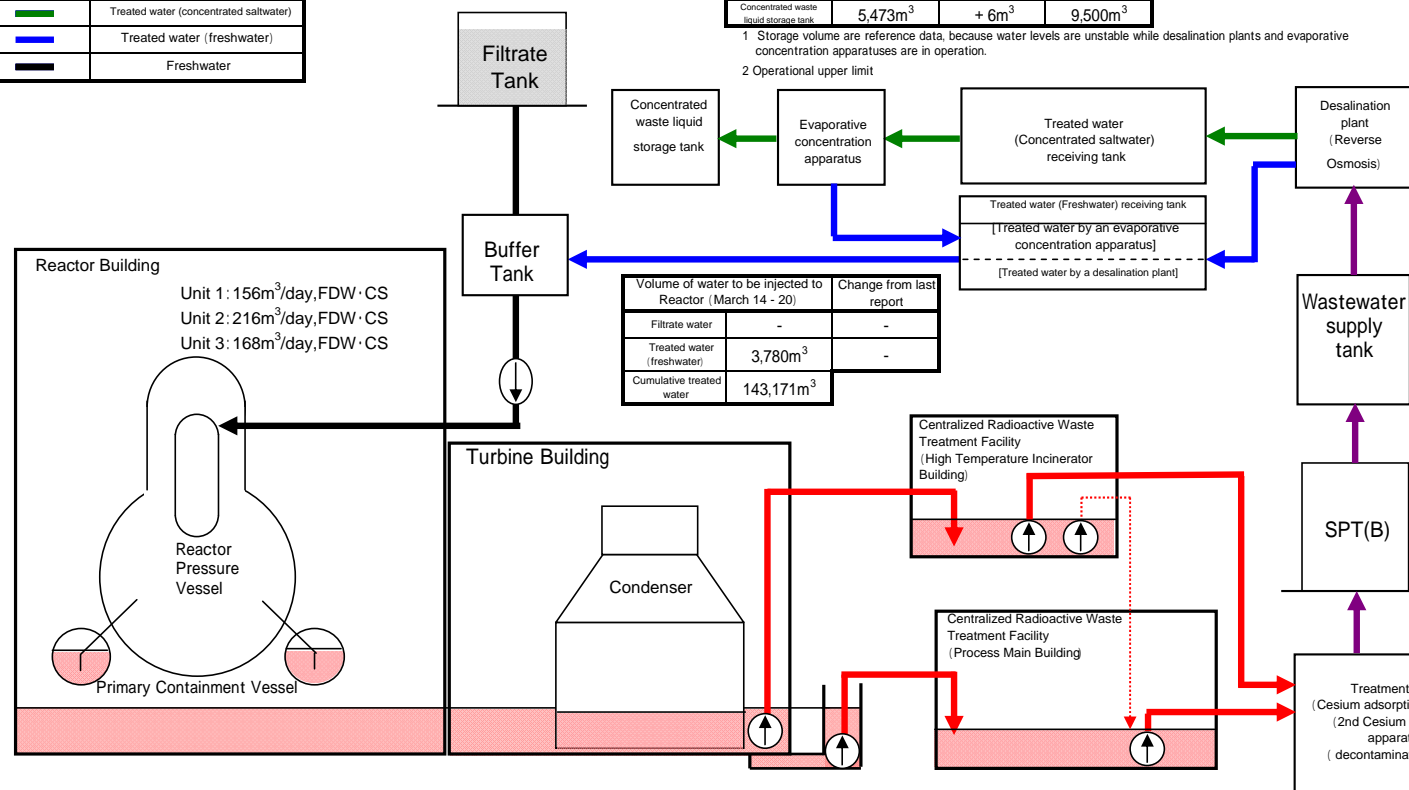 Treated water (concentrated saltwater)
Treated water (freshwater)
Freshwater
Concentrated waste
liquid storage tank
5,473m³
+ 6m³
9,500m³
1 Storage volume are reference data, because water levels are unstable while desalination plants and evaporative
concentration apparatuses are in operation.
2 Operational upper limit
Filtrate
Tank
Concentrated
waste liquid
storage tank
Evaporative
concentration
apparatus
Treated water
(Concentrated saltwater)
receiving tank
Desalination
plant
(Reverse
Osmosis)
Treated water (Freshwater) receiving tank
[Treated water by an evaporative
concentration apparatus]
[Treated water by a desalination plant]
Buffer
Tank
Reactor Building
Unit 1:156m³/day,FDW·CS
Unit 2:216m³/day,FDW·CS
Unit 3:168m³/day,FDW·CS
Volume of water to be injected to
Reactor (March 14 - 20)
Change from last
report
Filtrate water
-
-
Treated water
(freshwater)
3,780m³
-
Cumulative treated
water
143,171m³
Wastewater
supply
tank
Centralized Radioactive Waste
Treatment Facility
(High Temperature Incinerator
Building)
Turbine Building
SPT(B)
Reactor
Pressure
Vessel
Condenser
Centralized Radioactive Waste
Treatment Facility
(Process Main Building)
Primary Containment Vessel
Treatment
(Cesium adsorpti
(2nd Cesium
appara
( decontamina